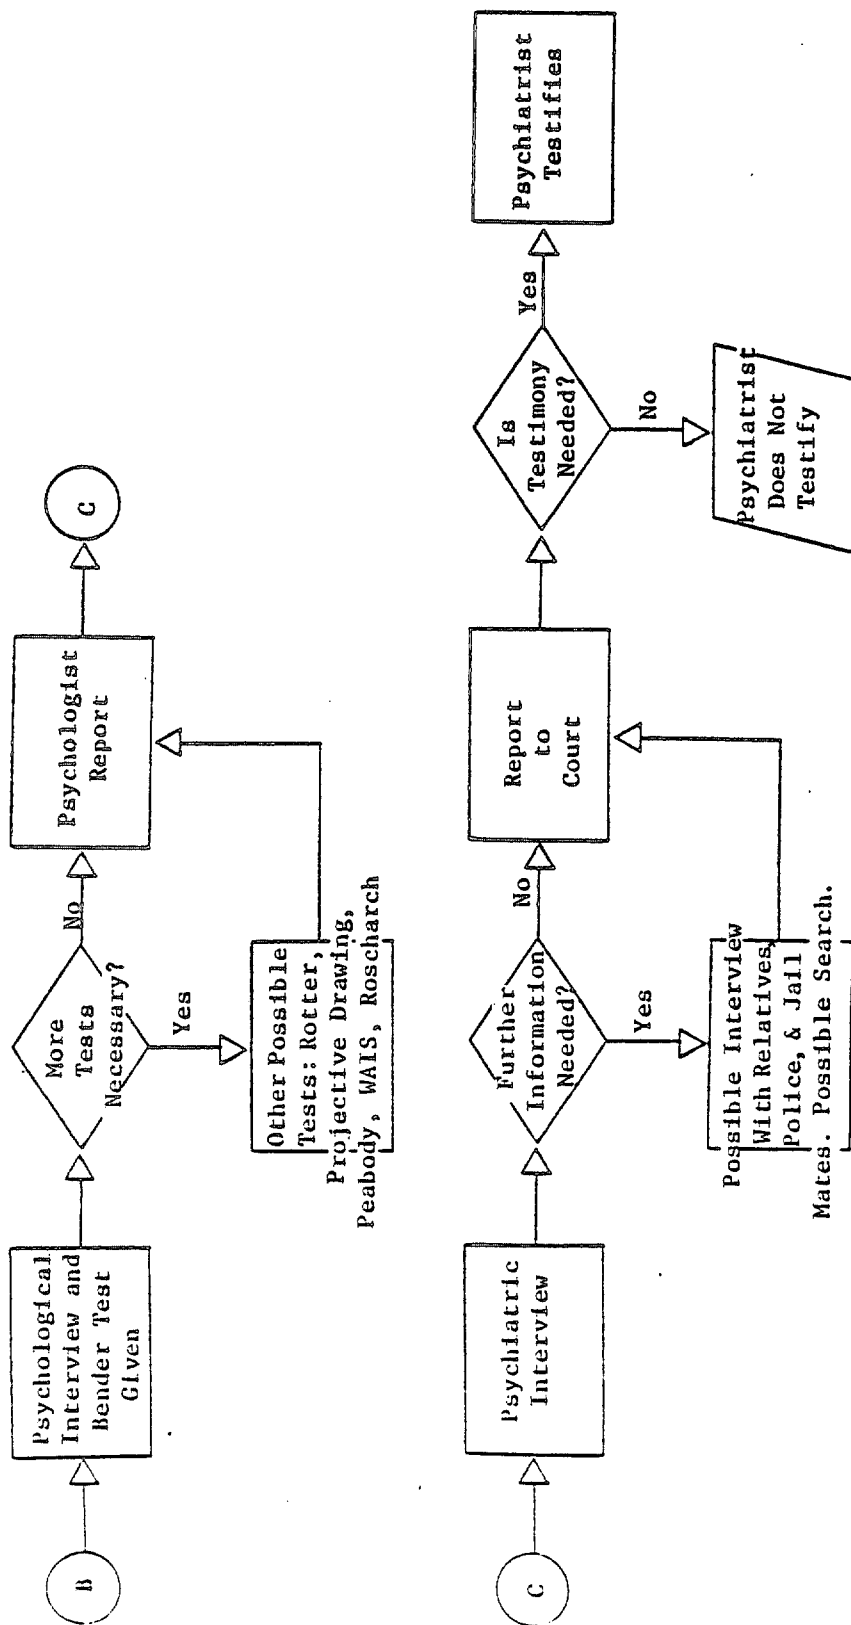 B
Psychological
Interview and
Bender Test
Given
More
Tests
Necessary?
No
Yes
Other Possible
Tests: Rotter,
Projective Drawing,
Peabody, WAIS, Roscharch
Psychologist
Report
C
C
Psychiatric
Interview
Further
Information
Needed?
No
Yes
Possible Interview
With Relatives,
Police, & Jail
Mates. Possible Search.
Report
to
Court
Is
Testimony
Needed?
Yes
No
Psychiatrist
Testifies
Psychiatrist
Does Not
Testify